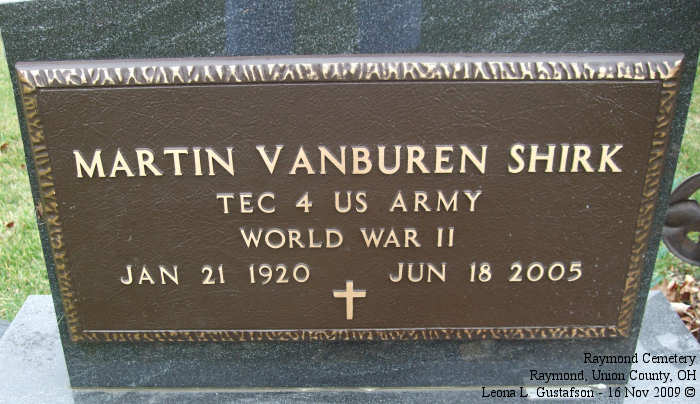 MARTIN VANBUREN SHIRK
TEC 4 US ARMY
WORLD WAR II
JAN 21 1920 JUN 18 2005
Raymond Cemetery
Raymond, Union County, OH
Leona L. Gustafson - 16 Nov 2009 ©